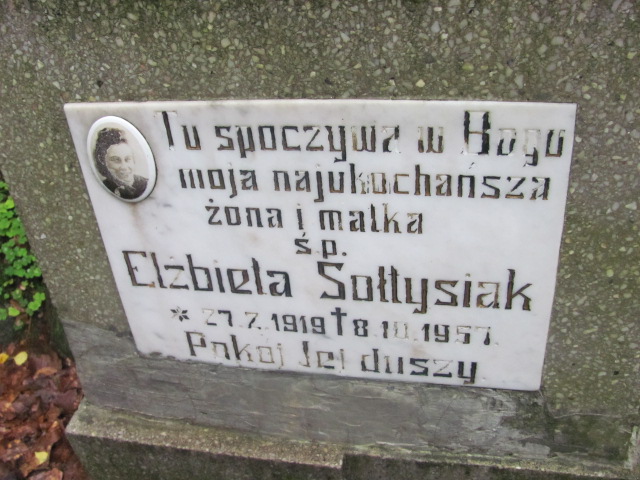 Tu spoczywa w Bogu
moja najukochańsza
żona i matka
ś.p.
Elżbieta Sołtysiak
* 27.7.1919 † 8.10.1957.
Pokój Jej duszy